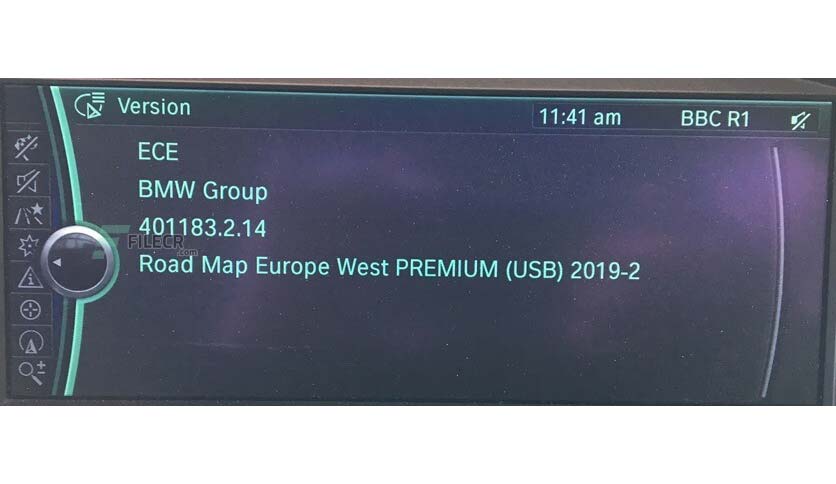 Version
11:41 am
BBC R1
ECE
BMW Group
401183.2.14
FILECR
.com
Road Map Europe West PREMIUM (USB) 2019-2